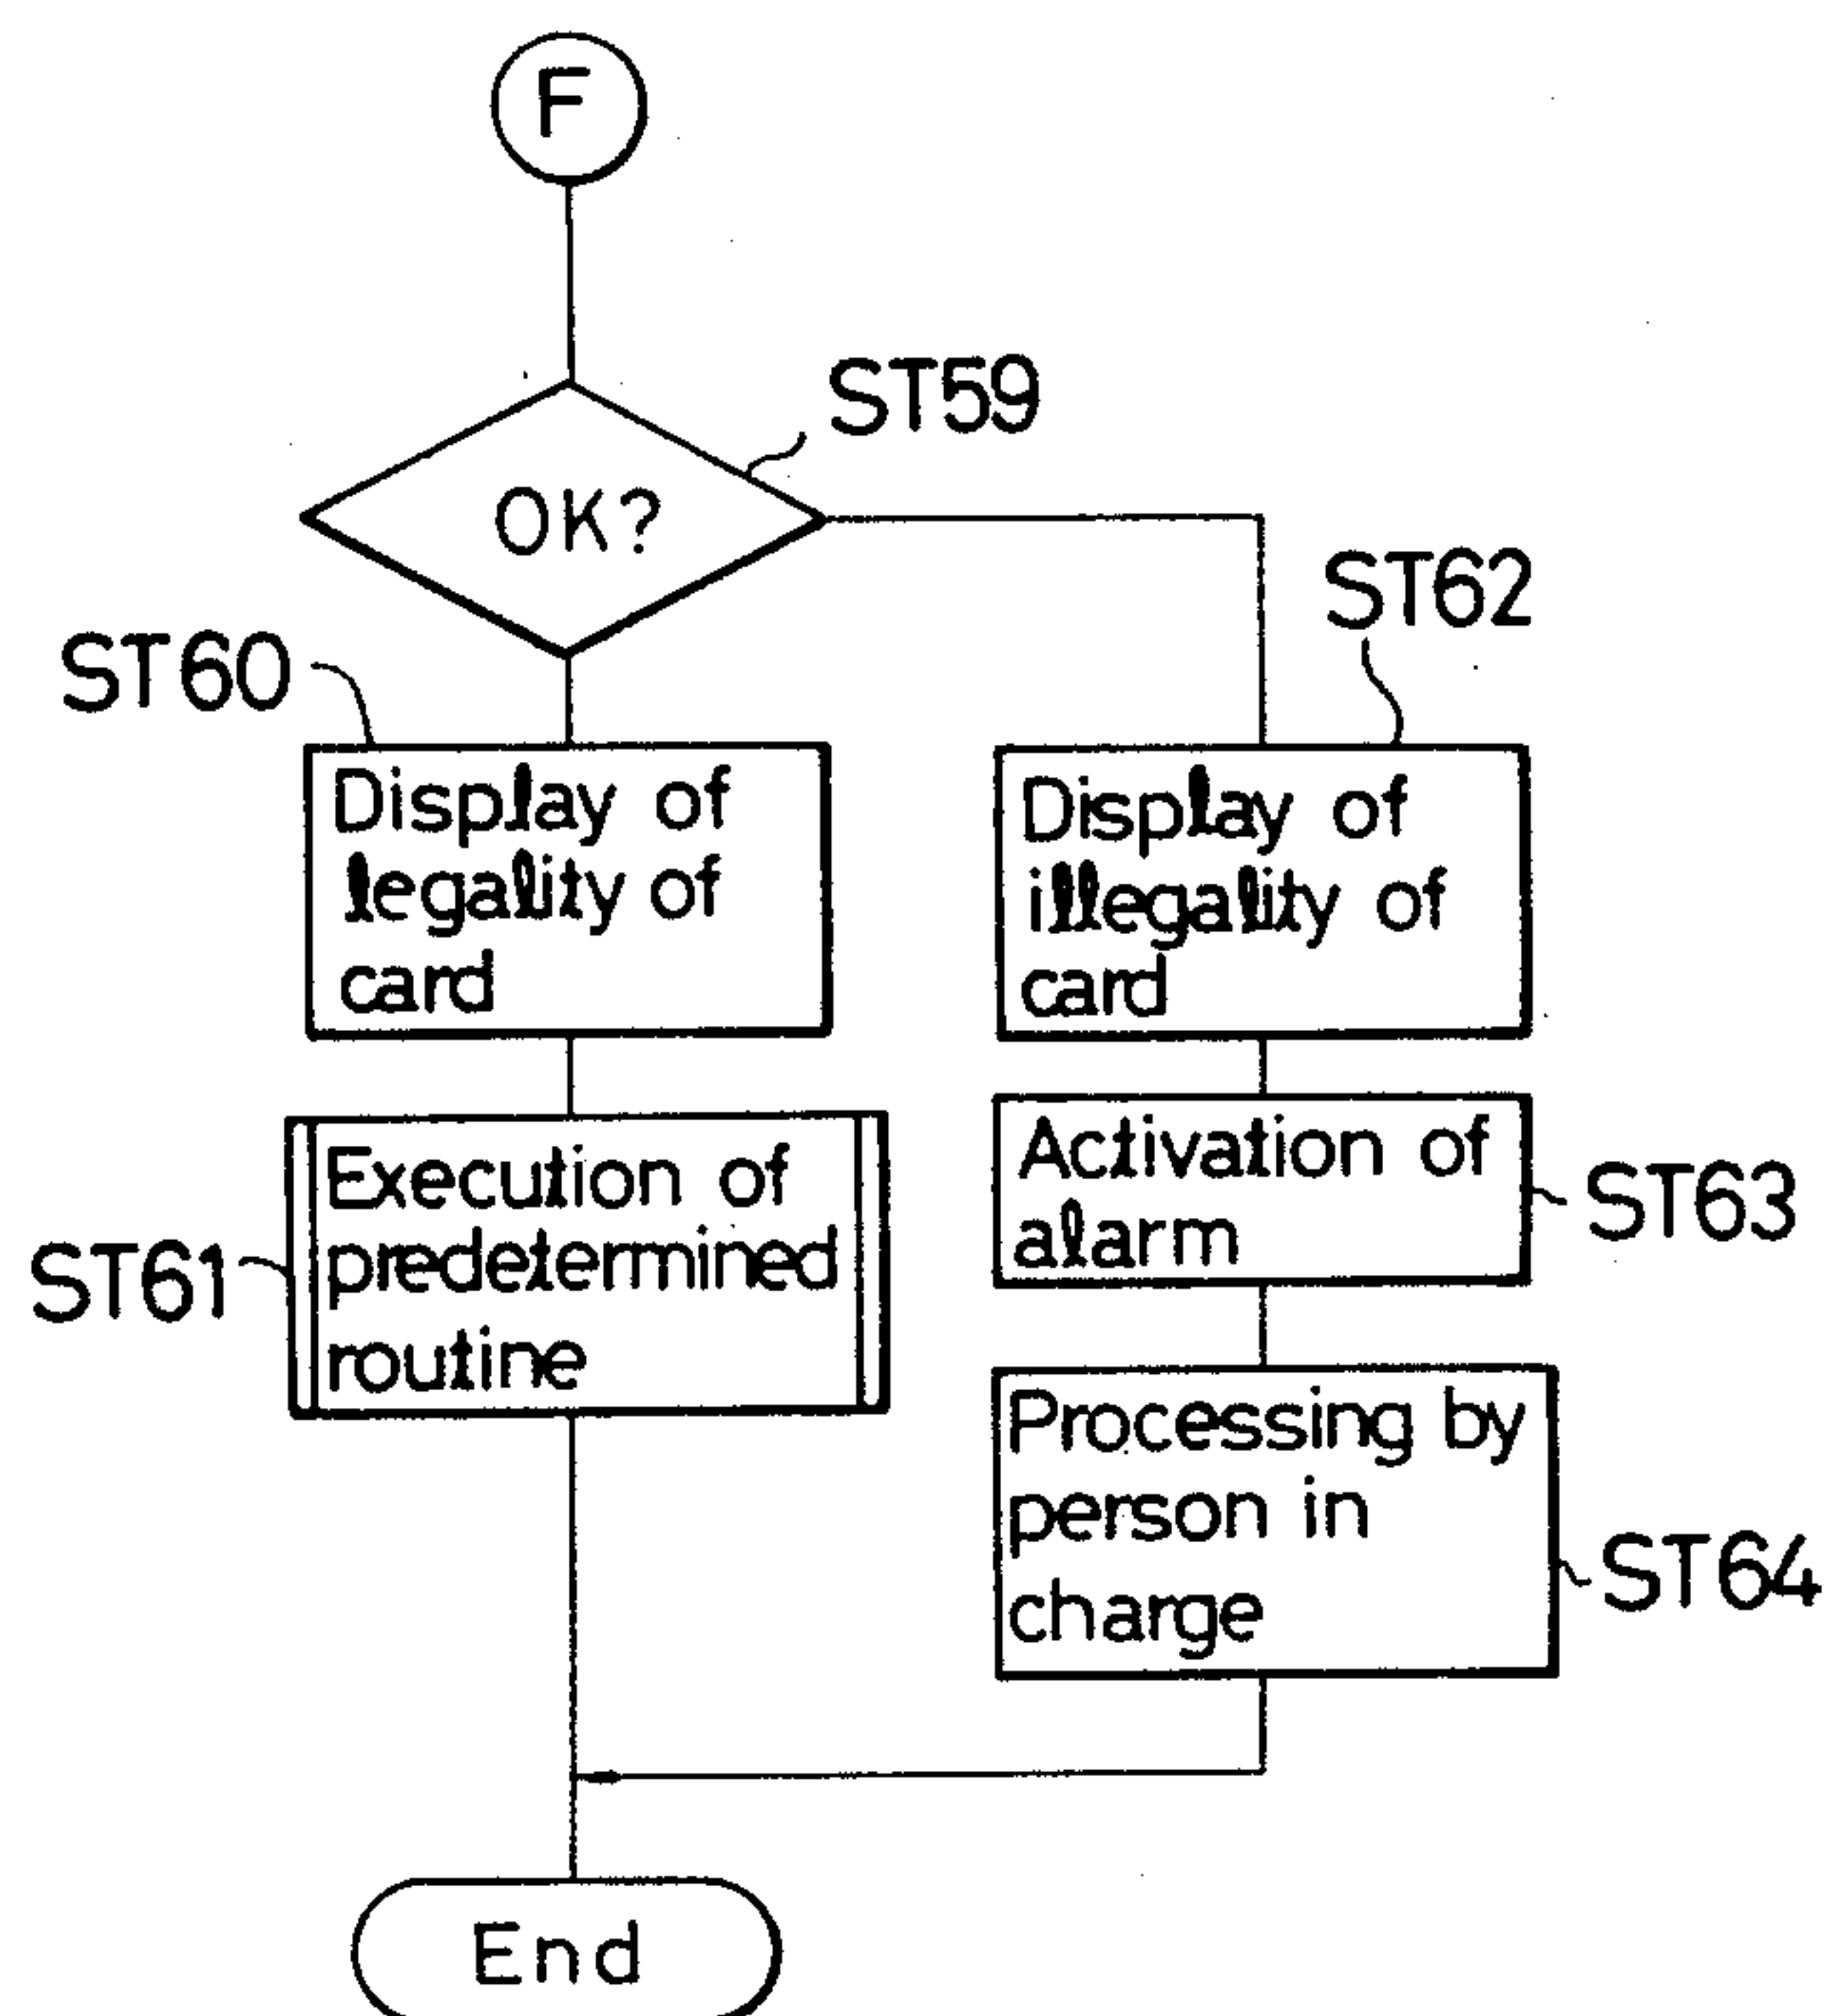 F
ST59
OK?
ST60
Display of
legality of
card
ST61
Execution of
predetermined
routine
ST62
Display of
illegality of
card
Activation of
alarm
ST63
Processing by
person in
charge
ST64
End